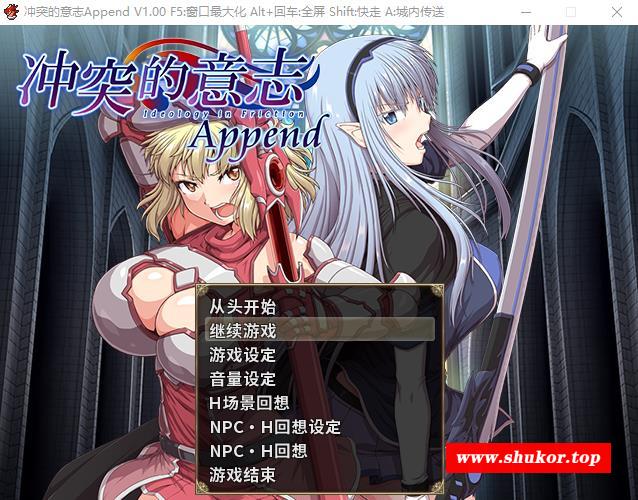 冲突的意志Append V1.00 F5:窗口最大化 Alt+回车:全屏 Shift:快走 A:城内传送
冲突的意志
Ideology in Friction
Append
从头开始
继续游戏
游戏设定
音量设定
H场景回想
NPC・H回想设定
NPC・H回想
游戏结束
www.shukor.top